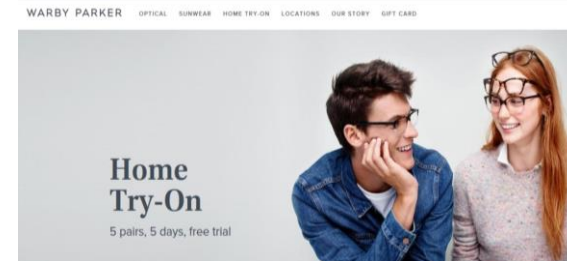 WARBY PARKER OPTICAL SUNWEAR HOME TRY-ON LOCATIONS OUR STORY GIFT CARD
Home
Try-On
5 pairs, 5 days, free trial